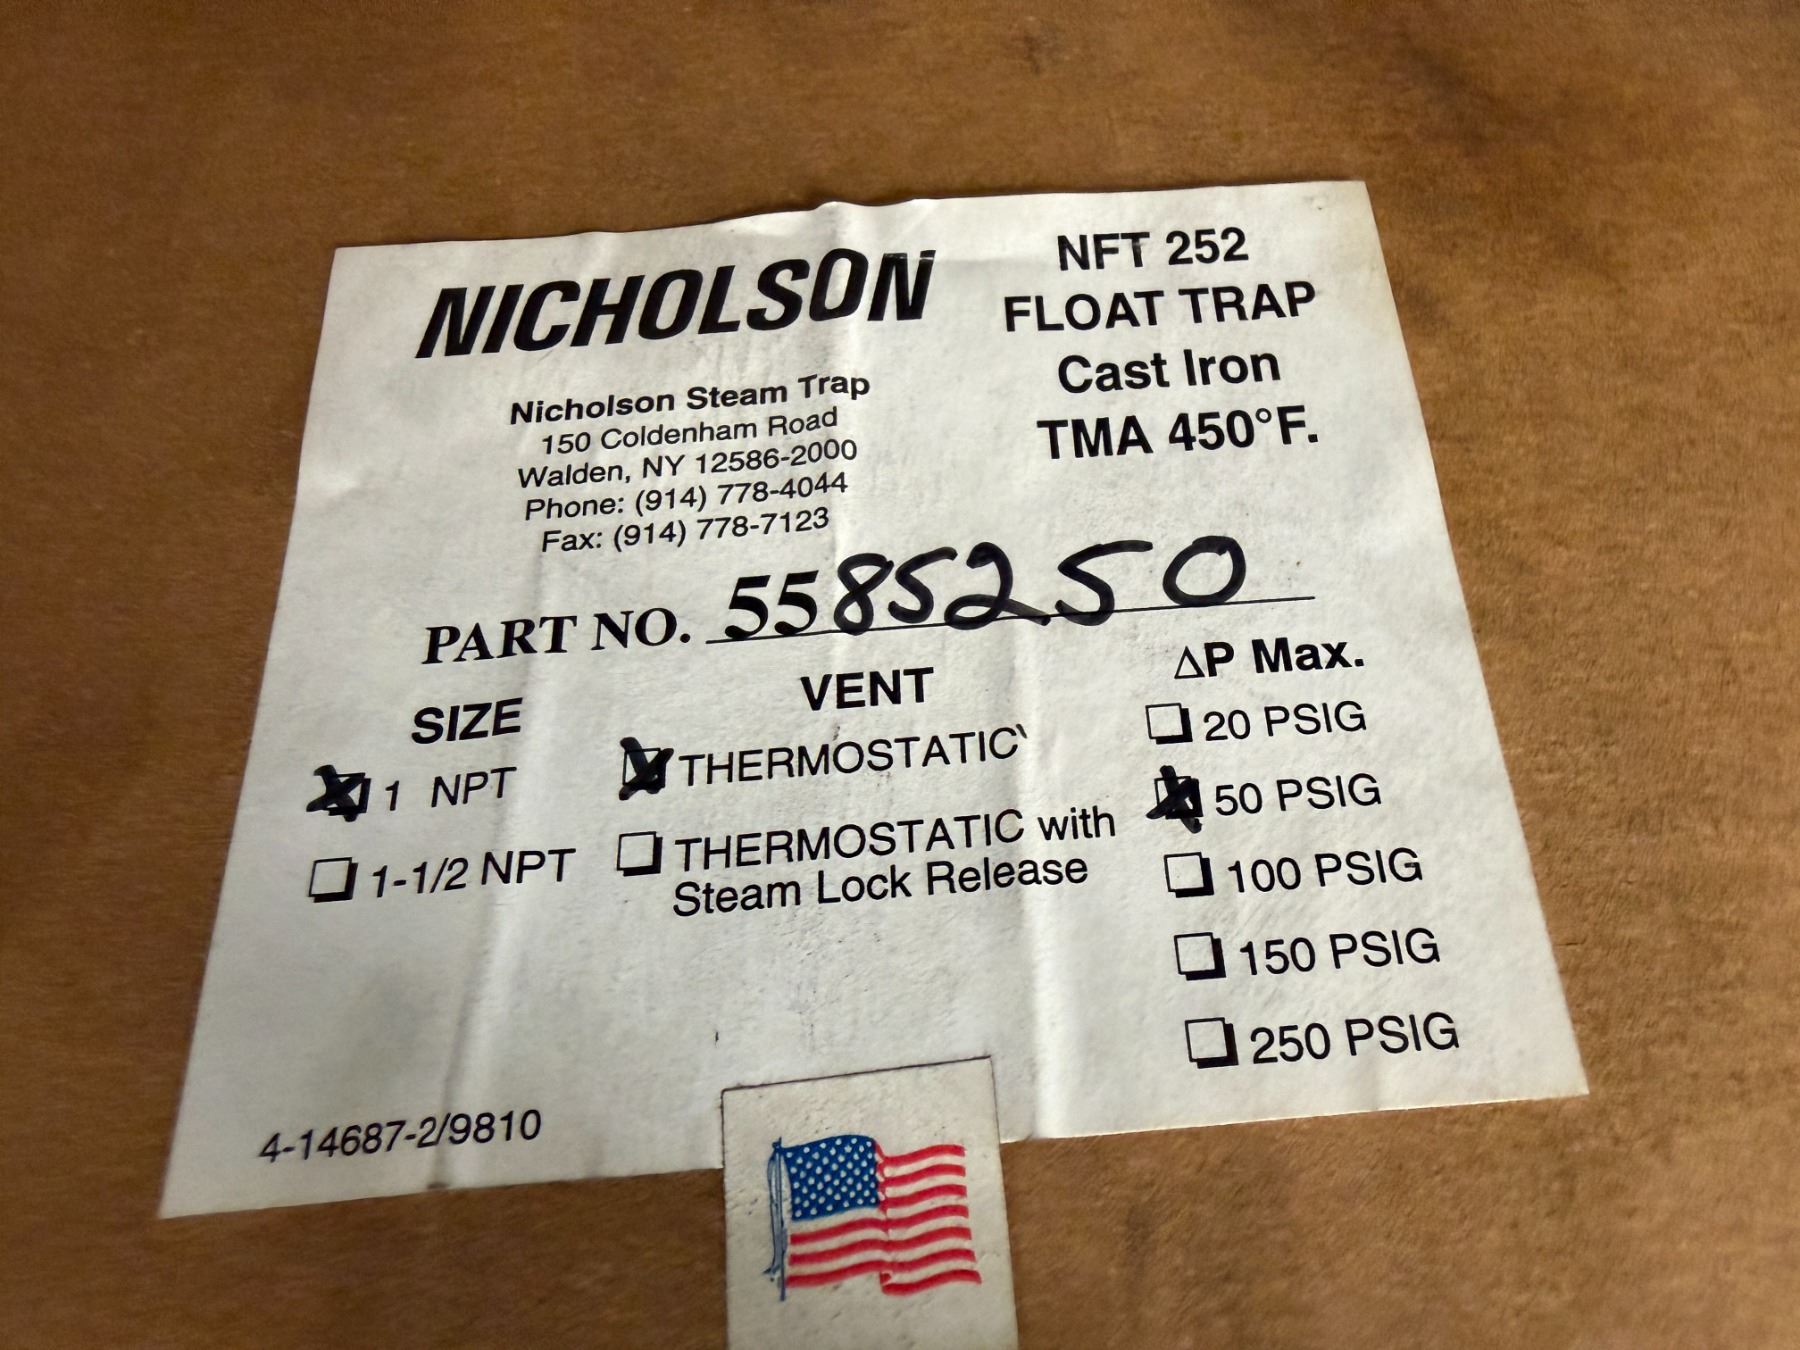 NICHOLSON
Nicholson Steam Trap
150 Coldenham Road
Walden, NY 12586-2000
Phone: (914) 778-4044
Fax: (914) 778-7123
NFT 252
FLOAT TRAP
Cast Iron
TMA 450°F.
PART NO. 5585250
SIZE
1 NPT
1-1/2 NPT
VENT
THERMOSTATIC
THERMOSTATIC with
Steam Lock Release
ΔP Max.
20 PSIG
50 PSIG
100 PSIG
150 PSIG
250 PSIG
4-14687-2/9810